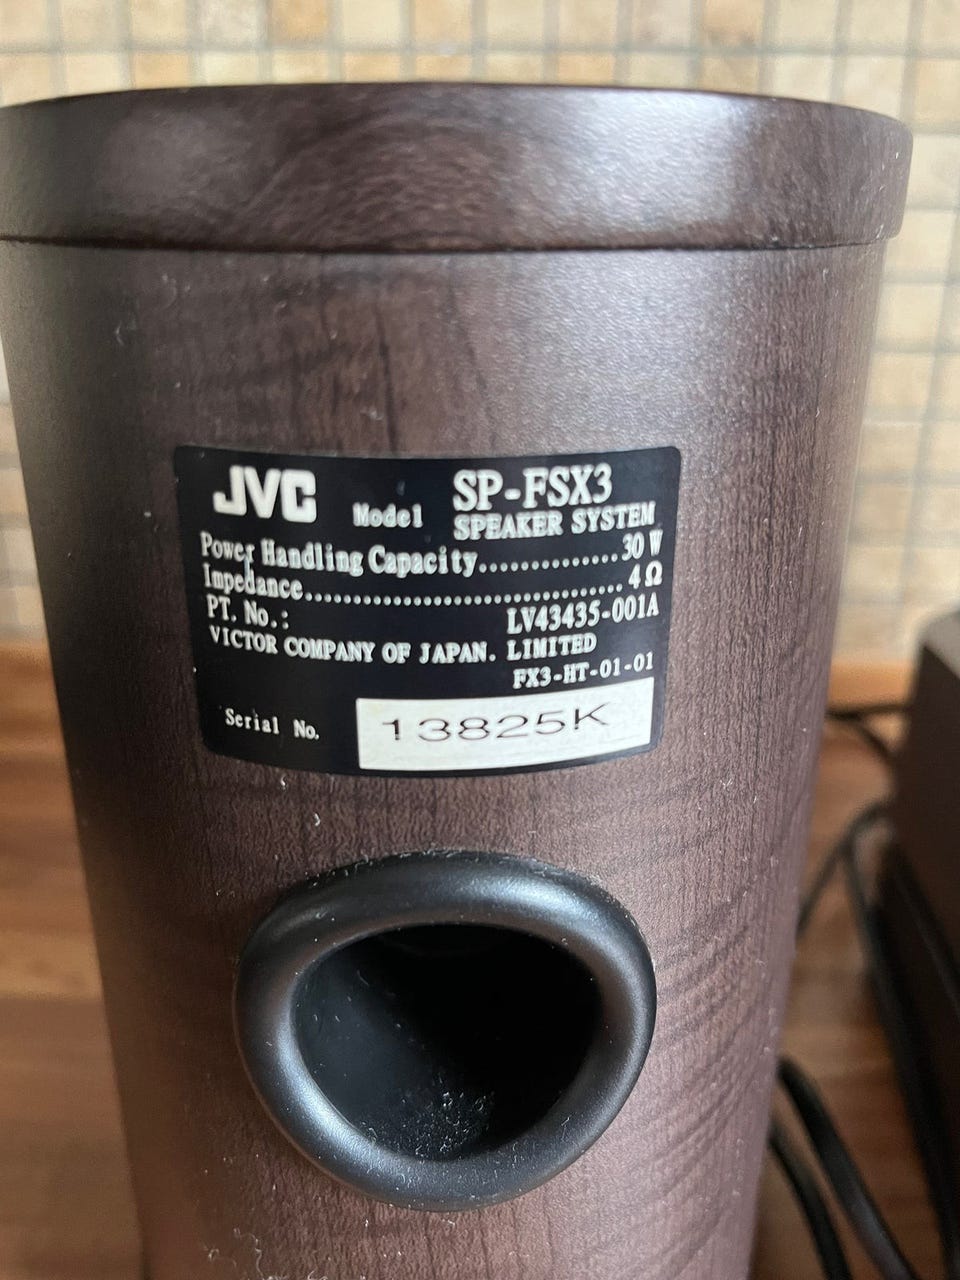 JVC Model SP-FSX3
SPEAKER SYSTEM
Power Handling Capacity..............30 W
Impedance................................4 Ω
PT. No.: LV43435-001A
VICTOR COMPANY OF JAPAN. LIMITED
FX3-HT-01-01
Serial No. 13825K